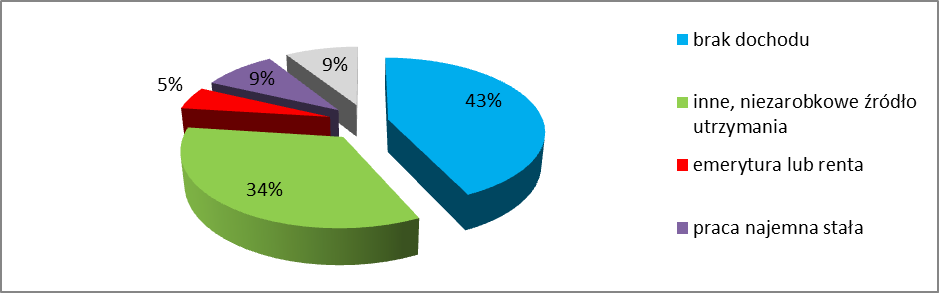 9%
9%
5%
43%
34%
brak dochodu
inne, niezarobkowe źródło
utrzymania
emerytura lub renta
praca najemna stała